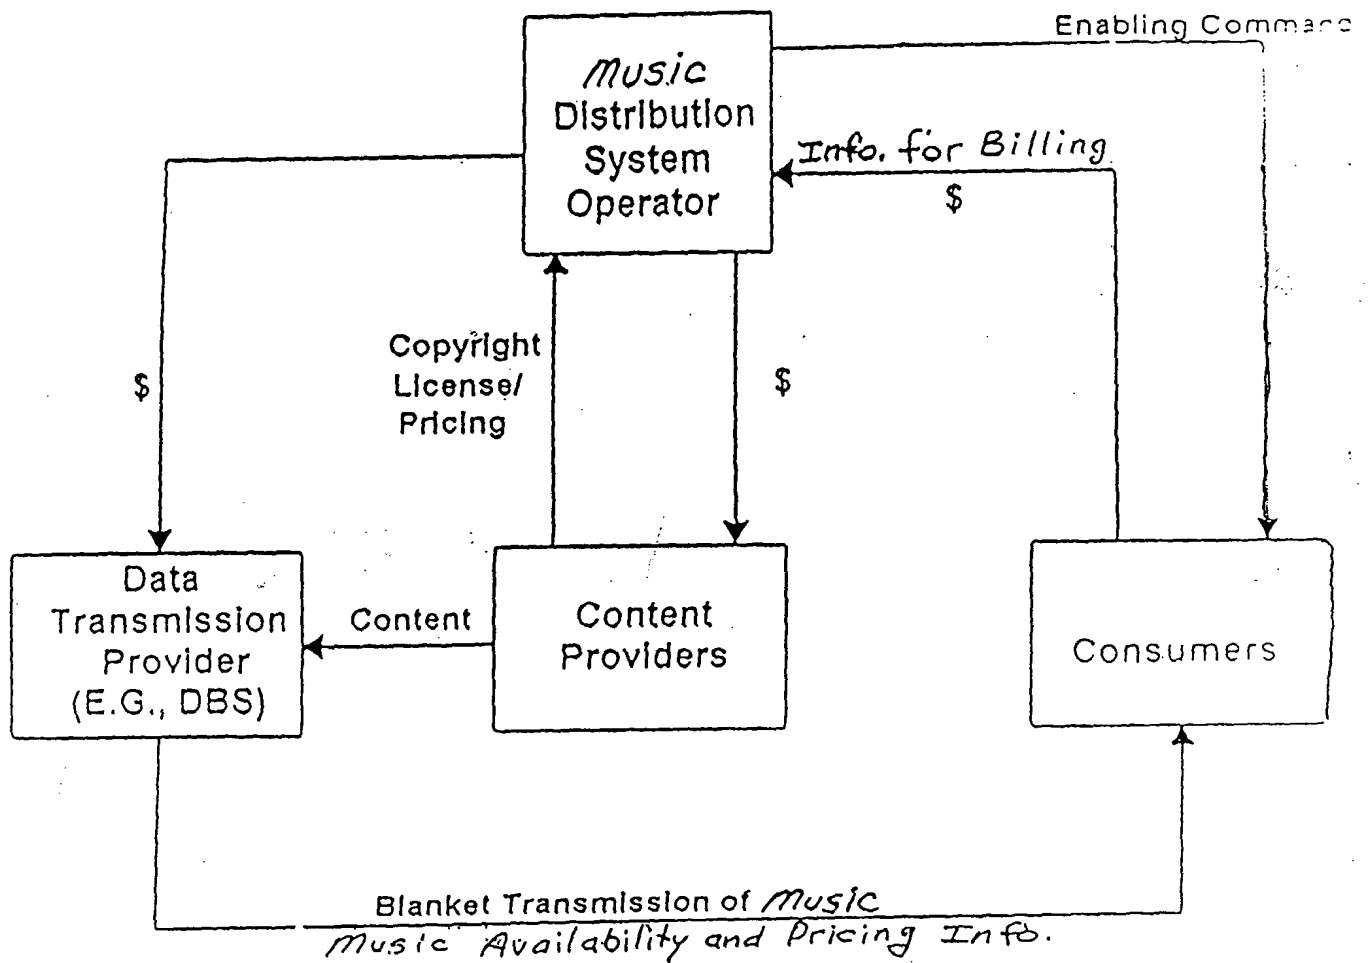 Enabling Command
Music
Distribution
System
Operator
Info. for Billing
$
Copyright
License/
Pricing
$
$
Data
Transmission
Provider
(E.G., DBS)
Content
Content
Providers
Consumers
Blanket Transmission of Music
Music Availability and Pricing Info.